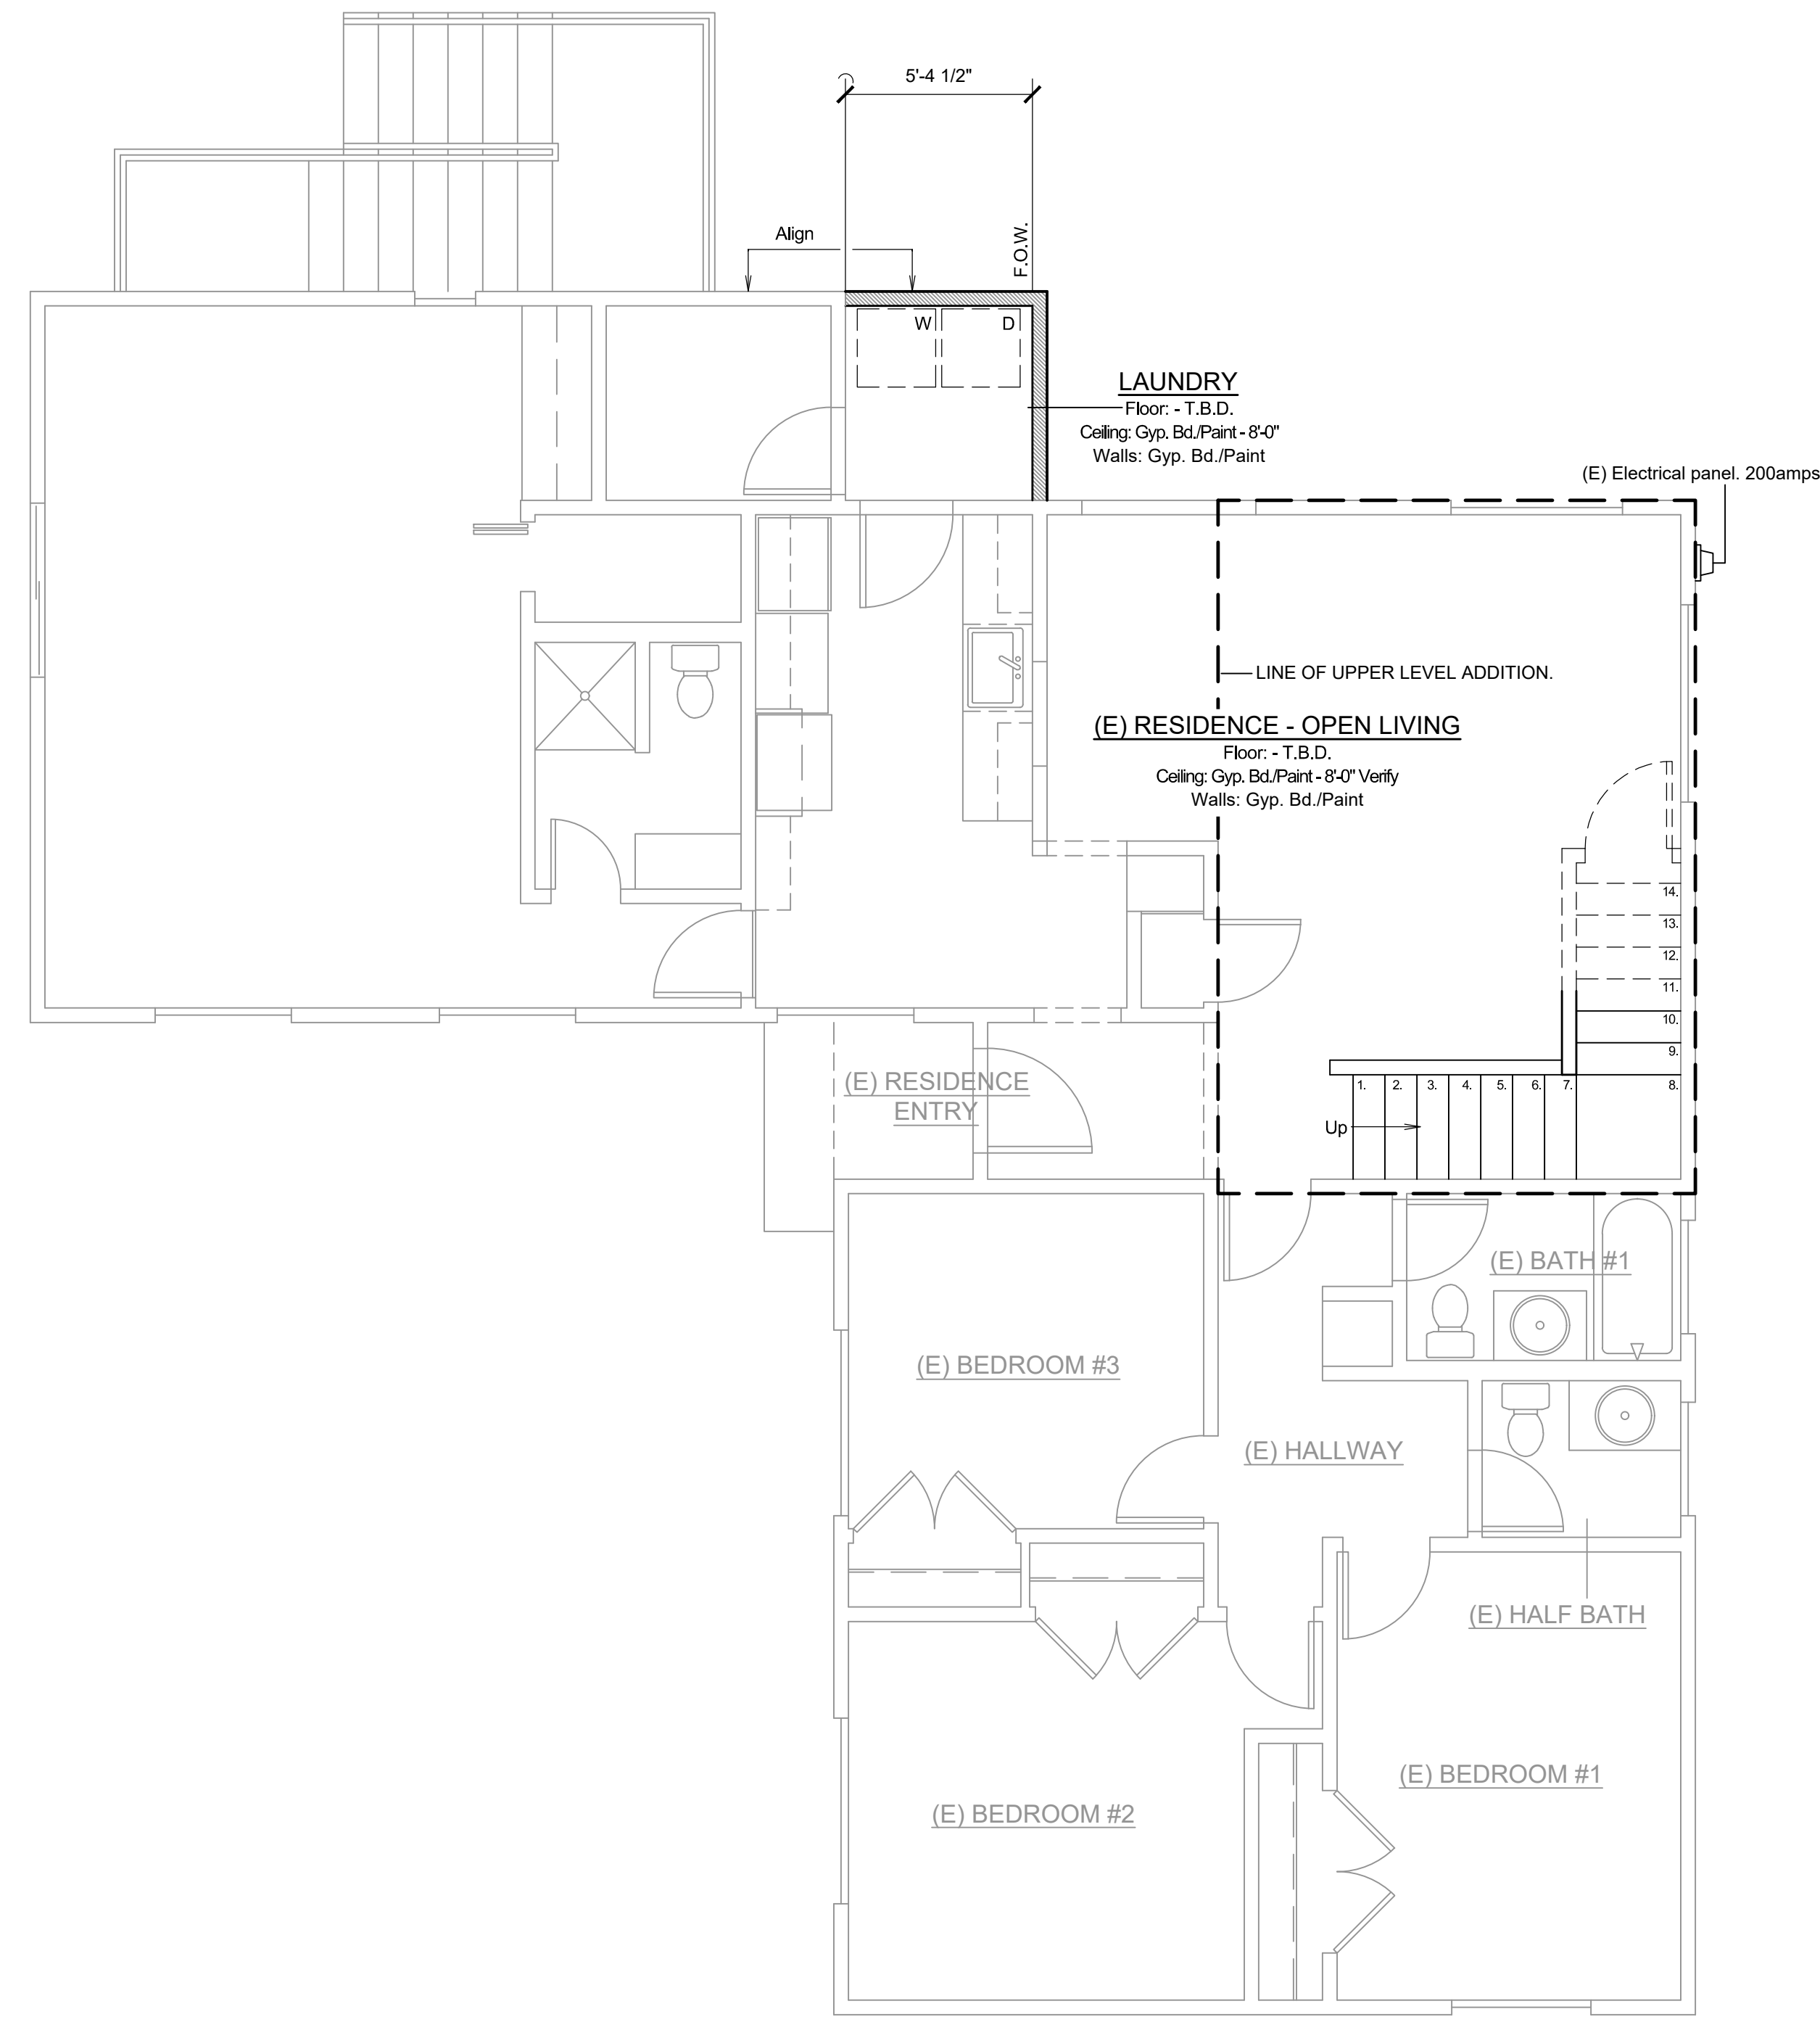 5'-4 1/2"
Align
F.O.W.
W
D
LAUNDRY
Floor: - T.B.D.
Ceiling: Gyp. Bd./Paint - 8'-0"
Walls: Gyp. Bd./Paint
(E) Electrical panel. 200amps
LINE OF UPPER LEVEL ADDITION.
(E) RESIDENCE - OPEN LIVING
Floor: - T.B.D.
Ceiling: Gyp. Bd./Paint - 8'-0" Verify
Walls: Gyp. Bd./Paint
14.
13.
12.
11.
10.
9.
1. 2. 3. 4. 5. 6. 7. 8.
Up
(E) RESIDENCE
ENTRY
(E) BATH #1
(E) BEDROOM #3
(E) HALLWAY
(E) HALF BATH
(E) BEDROOM #1
(E) BEDROOM #2